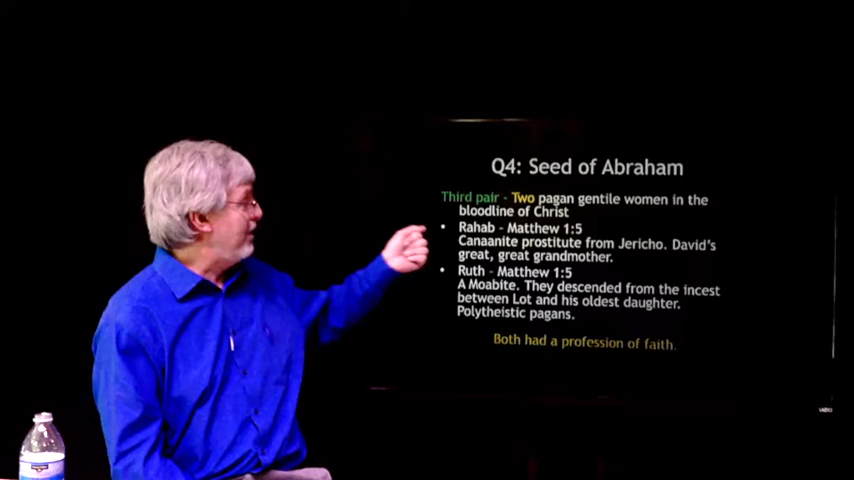 Q4: Seed of Abraham
Third pair - Two pagan gentile women in the
bloodline of Christ
• Rahab - Matthew 1:5
Canaanite prostitute from Jericho. David's
great, great grandmother.
• Ruth - Matthew 1:5
A Moabite. They descended from the incest
between Lot and his oldest daughter.
Polytheistic pagans.
Both had a profession of faith.
VIZIO